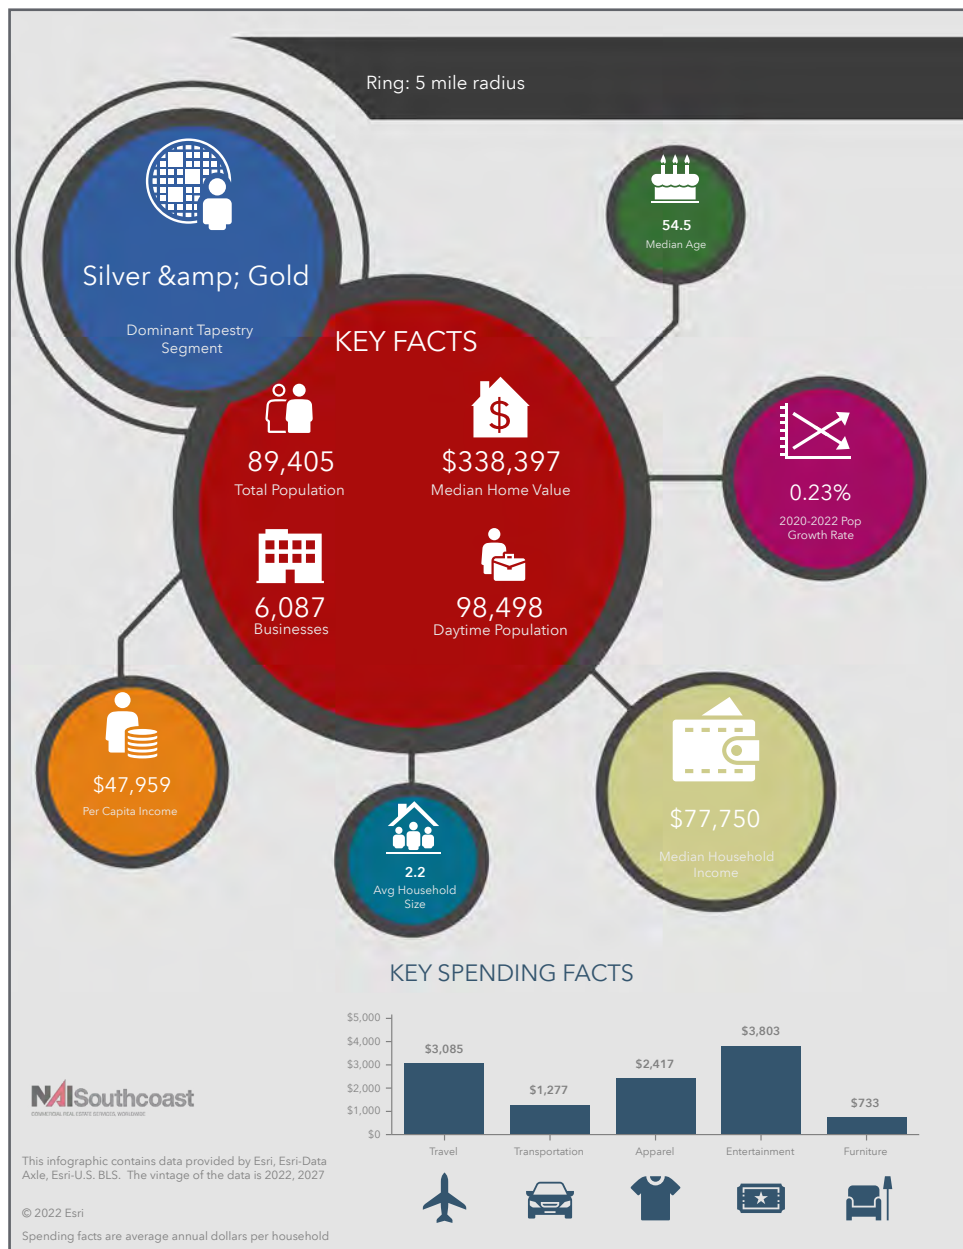 Ring: 5 mile radius
Silver &amp; Gold
Dominant Tapestry
Segment
54.5
Median Age
KEY FACTS
89,405
Total Population
$338,397
Median Home Value
6,087
Businesses
98,498
Daytime Population
0.23%
2020-2022 Pop
Growth Rate
$47,959
Per Capita Income
2.2
Avg Household
Size
$77,750
Median Household
Income
KEY SPENDING FACTS
$5,000
$4,000
$3,000
$2,000
$1,000
$0
$3,085
$1,277
$2,417
$3,803
$733
Travel
Transportation
Apparel
Entertainment
Furniture
NAISouthcoast
COMMERCIAL REAL ESTATE SERVICES, WORLDWIDE
This infographic contains data provided by Esri, Esri-Data
Axle, Esri-U.S. BLS.  The vintage of the data is 2022, 2027
© 2022 Esri
Spending facts are average annual dollars per household